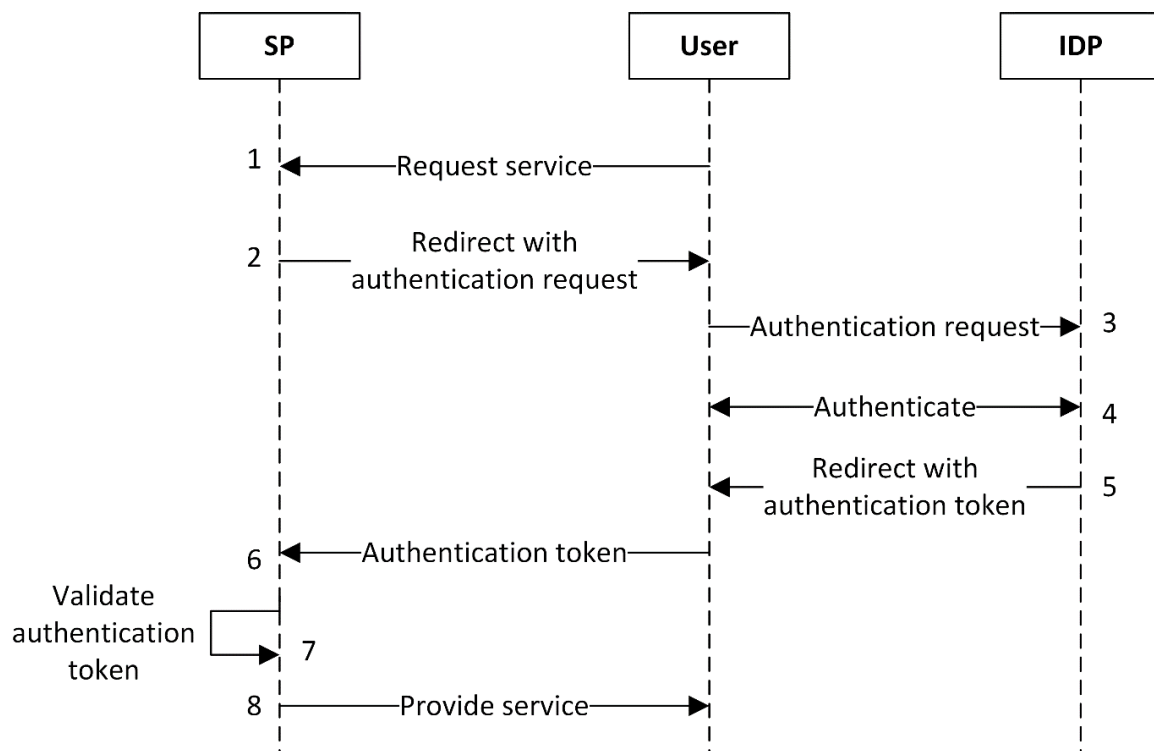 SP
User
IDP
1
Request service
2
Redirect with
authentication request
Authentication request
3
Authenticate
4
Redirect with
authentication token
5
6
Authentication token
Validate
authentication
token
7
8
Provide service